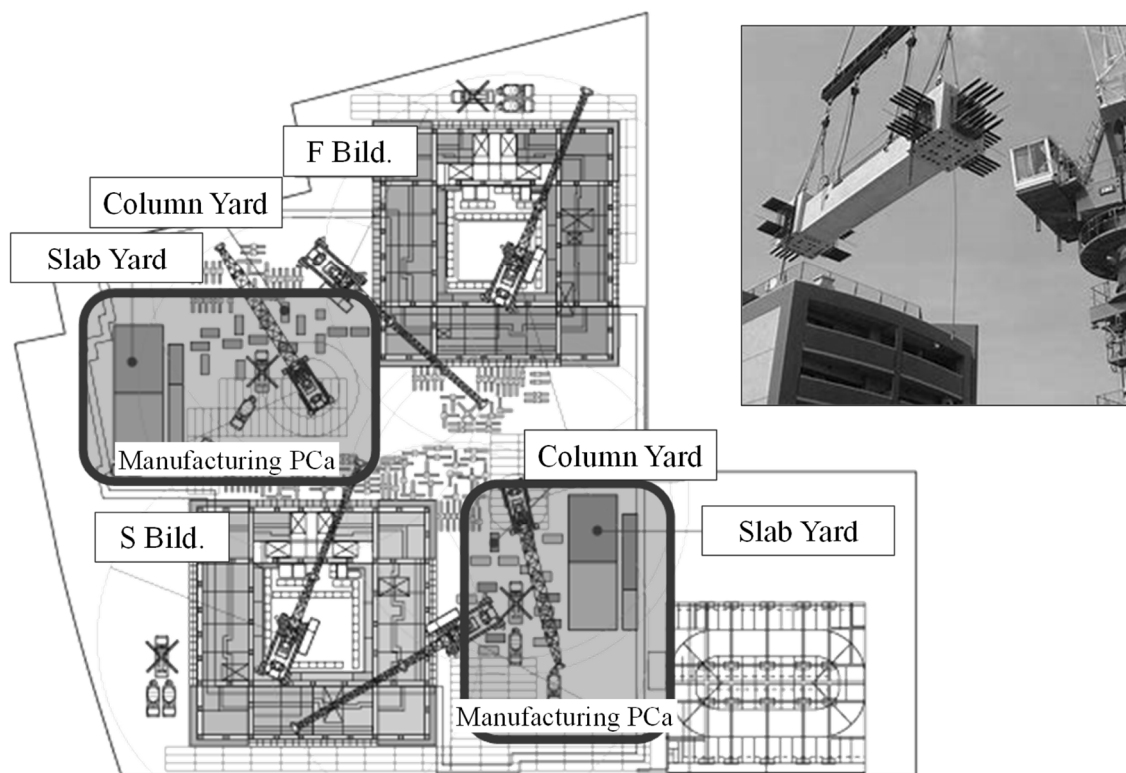 F Bild.
Column Yard
Slab Yard
Manufacturing PCa
Column Yard
S Bild.
Slab Yard
Manufacturing PCa